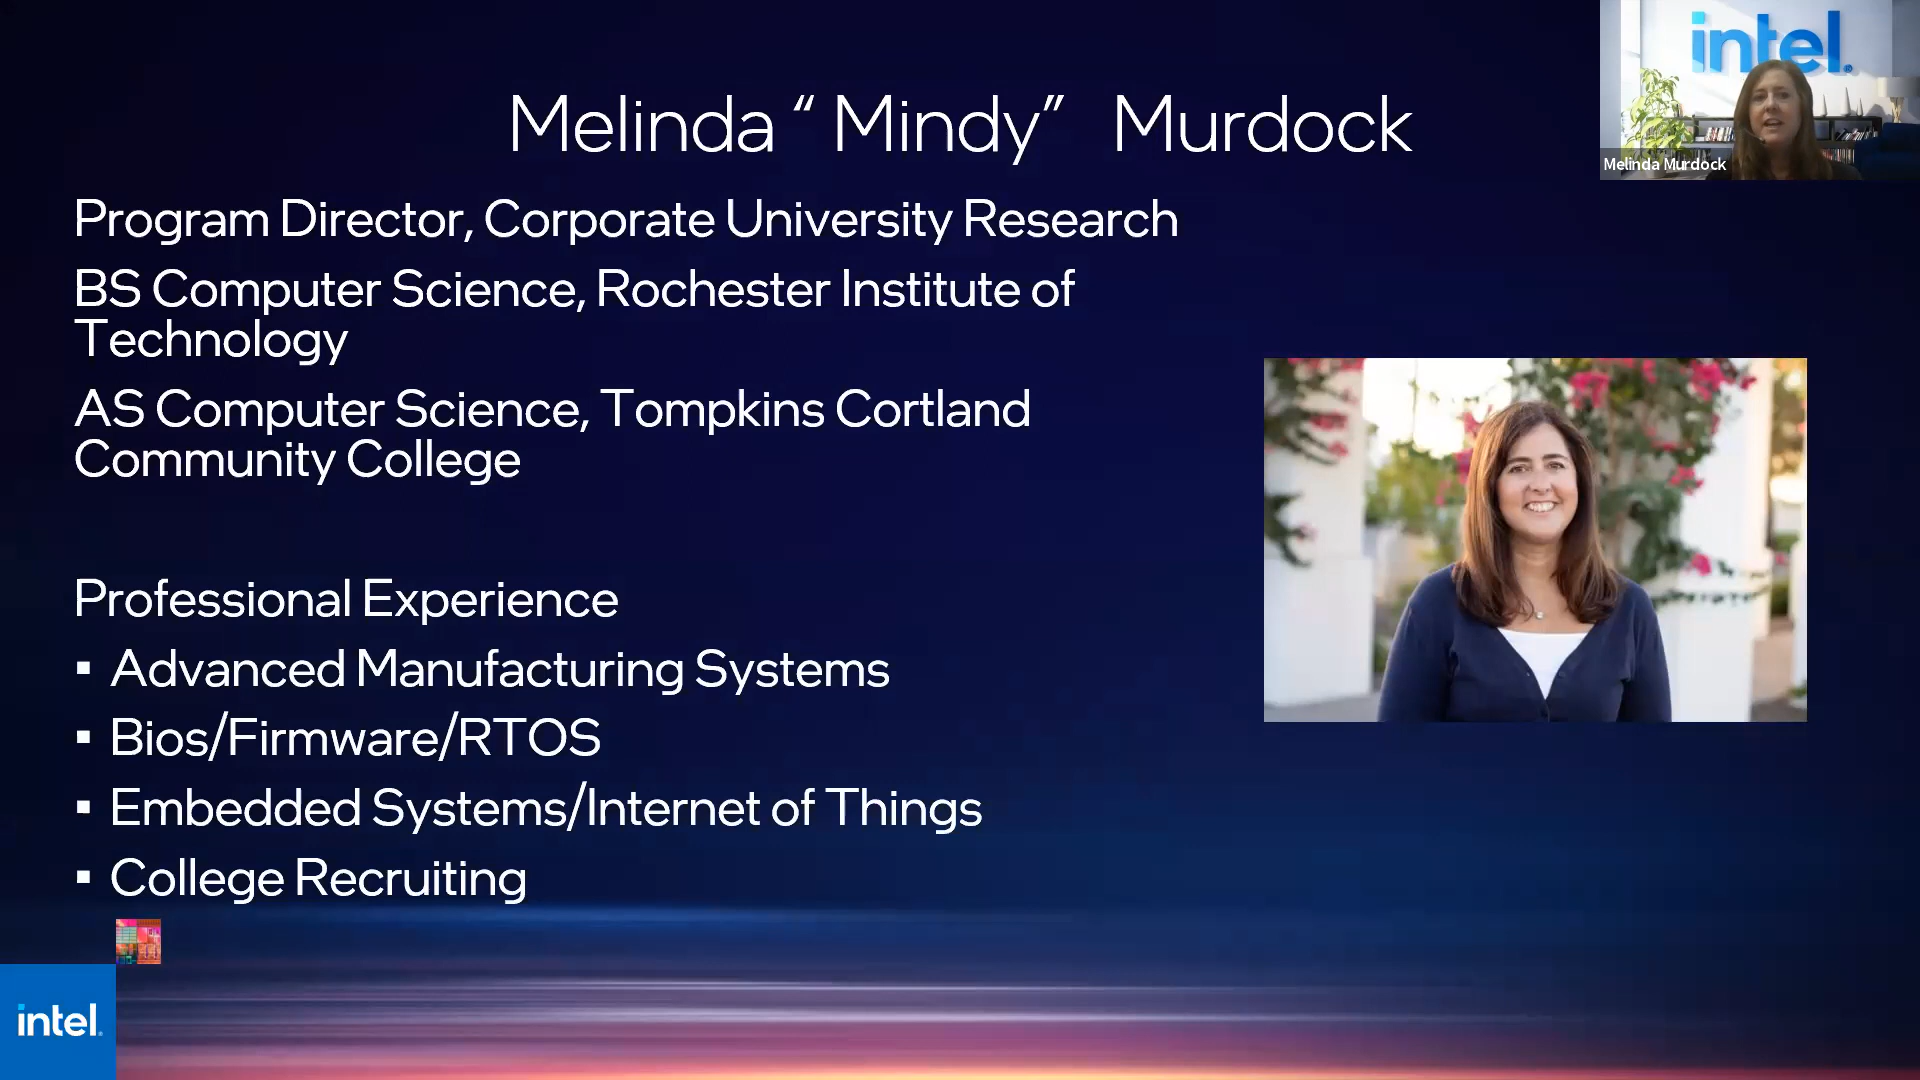 intel.
Melinda “ Mindy” Murdock
Melinda Murdock
Program Director, Corporate University Research
BS Computer Science, Rochester Institute of
Technology
AS Computer Science, Tompkins Cortland
Community College
Professional Experience
▪ Advanced Manufacturing Systems
▪ Bios/Firmware/RTOS
▪ Embedded Systems/Internet of Things
▪ College Recruiting
intel.